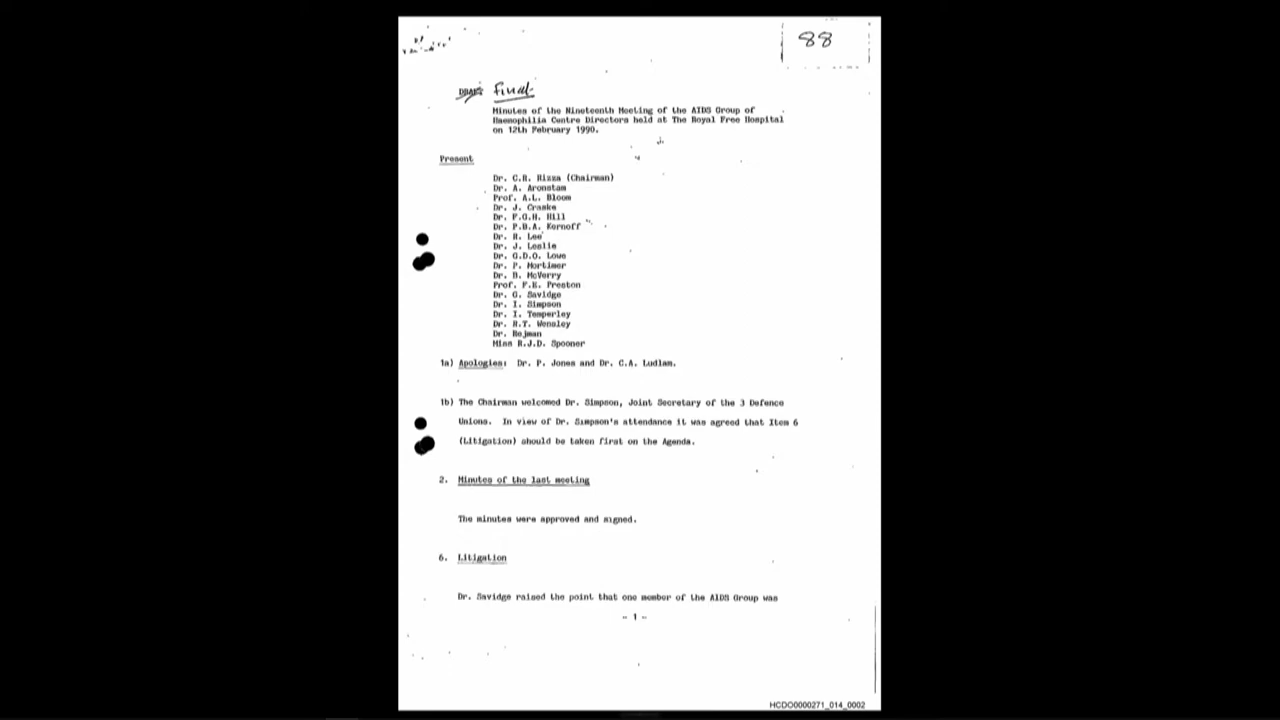 88
DRAFT Final
Minutes of the Nineteenth Meeting of the AIDS Group of
Haemophilia Centre Directors held at The Royal Free Hospital
on 12th February 1990.
Present
Dr. C.R. Rizza (Chairman)
Dr. A. Aronstam
Prof. A.L. Bloom
Dr. J. Craske
Dr. F.G.H. Hill
Dr. P.B.A. Kernoff
Dr. H. Lee
Dr. J. Leslie
Dr. G.D.O. Lowe
Dr. P. Mortimer
Dr. B. McVerry
Prof. F.E. Preston
Dr. G. Savidge
Dr. I. Simpson
Dr. I. Temperley
Dr. R.T. Wensley
Dr. Rejman
Miss R.J.D. Spooner
1a) Apologies: Dr. P. Jones and Dr. C.A. Ludlam.
1b) The Chairman welcomed Dr. Simpson, Joint Secretary of the 3 Defence
Unions. In view of Dr. Simpson's attendance it was agreed that Item 6
(Litigation) should be taken first on the Agenda.
2. Minutes of the last meeting
The minutes were approved and signed.
6. Litigation
Dr. Savidge raised the point that one member of the AIDS Group was
- 1 -
HCDO0000271_014_0002